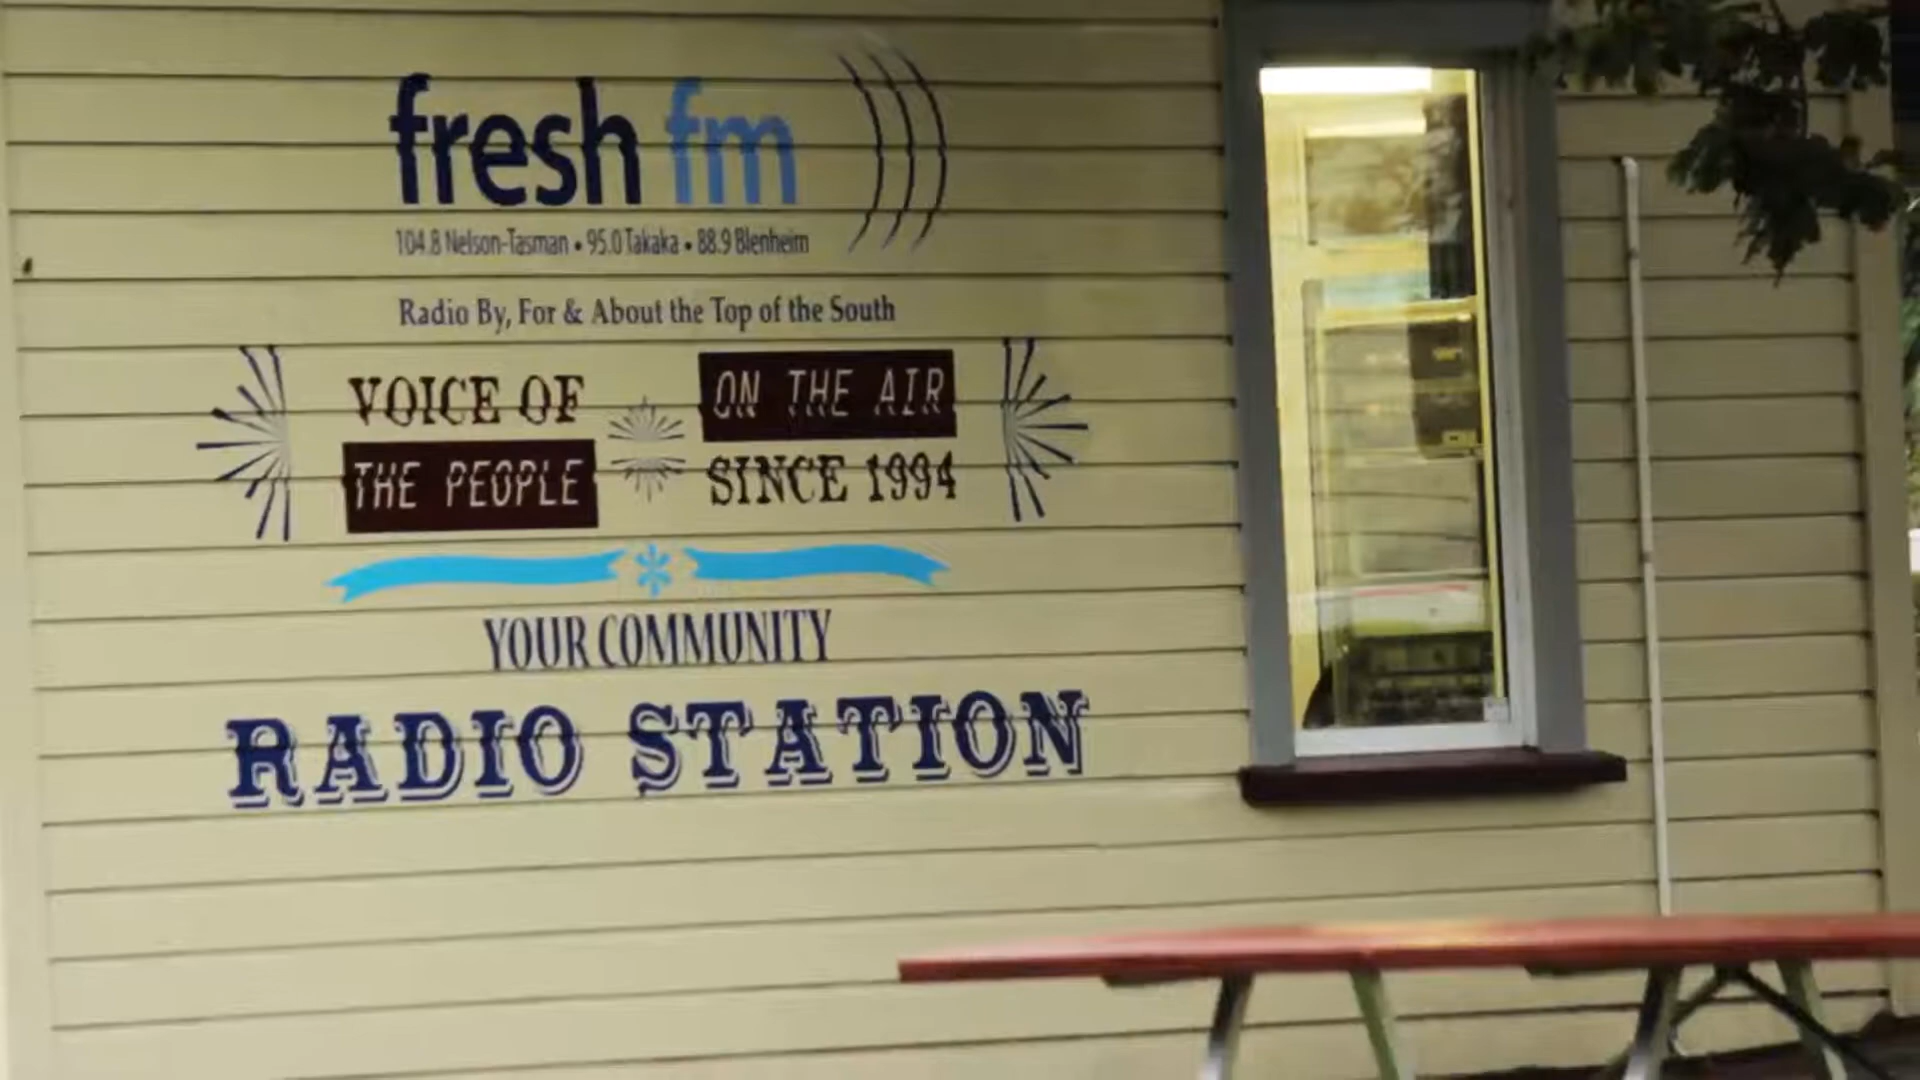 fresh fm
104.8 Nelson-Tasman • 95.0 Takaka • 88.9 Blenheim
Radio By, For & About the Top of the South
VOICE OF
THE PEOPLE
ON THE AIR
SINCE 1994
YOUR COMMUNITY
RADIO STATION